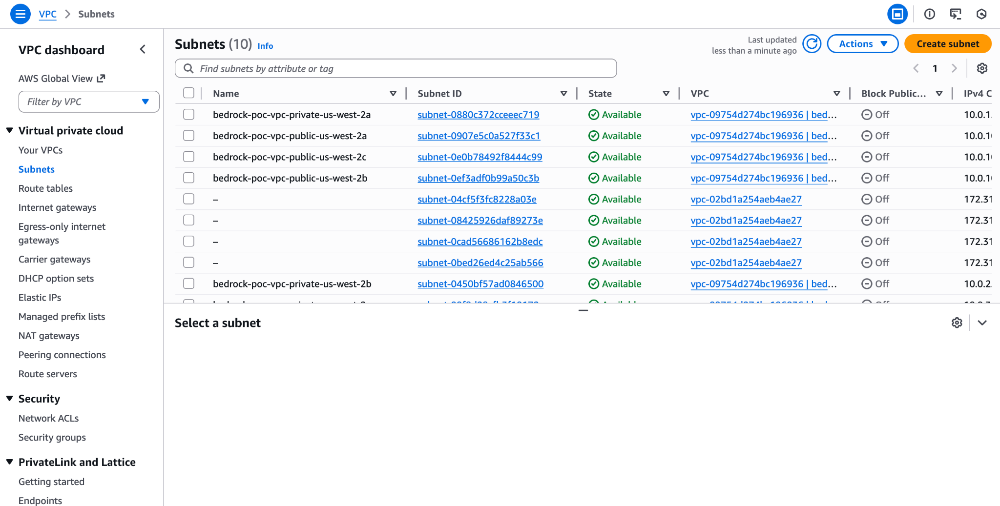 VPC > Subnets
VPC dashboard
AWS Global View
Filter by VPC
Virtual private cloud
Your VPCs
Subnets
Route tables
Internet gateways
Egress-only internet
gateways
Carrier gateways
DHCP option sets
Elastic IPs
Managed prefix lists
NAT gateways
Peering connections
Route servers
Security
Network ACLs
Security groups
PrivateLink and Lattice
Getting started
Endpoints
Subnets (10) Info
Last updated
less than a minute ago
Actions
Create subnet
Find subnets by attribute or tag
1
Name Subnet ID State VPC Block Public... IPv4 C
bedrock-poc-vpc-private-us-west-2a subnet-0880c372cceeec719 Available vpc-09754d274bc196936 | bed... Off 10.0.1.
bedrock-poc-vpc-public-us-west-2a subnet-0907e5c0a527f33c1 Available vpc-09754d274bc196936 | bed... Off 10.0.10
bedrock-poc-vpc-public-us-west-2c subnet-0e0b78492f8444c99 Available vpc-09754d274bc196936 | bed... Off 10.0.10
bedrock-poc-vpc-public-us-west-2b subnet-0ef3adf0b99a50c3b Available vpc-09754d274bc196936 | bed... Off 10.0.10
– subnet-04cf5f3fc8228a03e Available vpc-02bd1a254aeb4ae27 Off 172.31
– subnet-08425926daf89273e Available vpc-02bd1a254aeb4ae27 Off 172.31
– subnet-0cad56686162b8edc Available vpc-02bd1a254aeb4ae27 Off 172.31
– subnet-0bed26ed4c25ab566 Available vpc-02bd1a254aeb4ae27 Off 172.31
bedrock-poc-vpc-private-us-west-2b subnet-0450bf57ad0846500 Available vpc-09754d274bc196936 | bed... Off 10.0.2.
Select a subnet